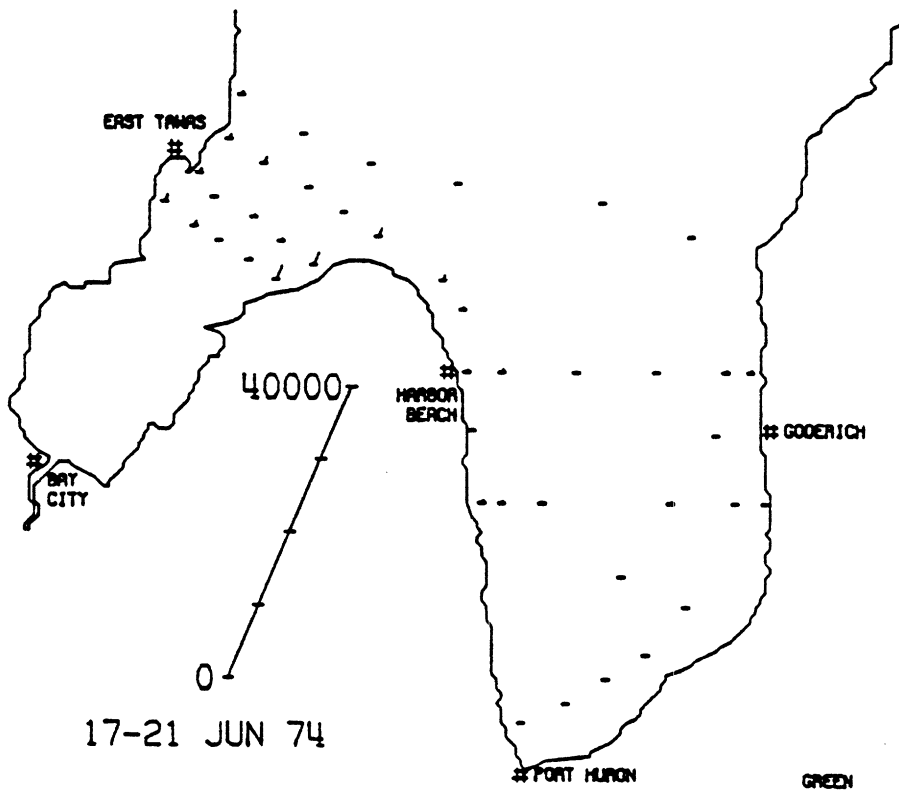 EAST TAWAS
#
40000
#
HARBOR
BEACH
# GODERICH
#
BAY
CITY
0
17-21 JUN 74
# PORT HURON
GREEN